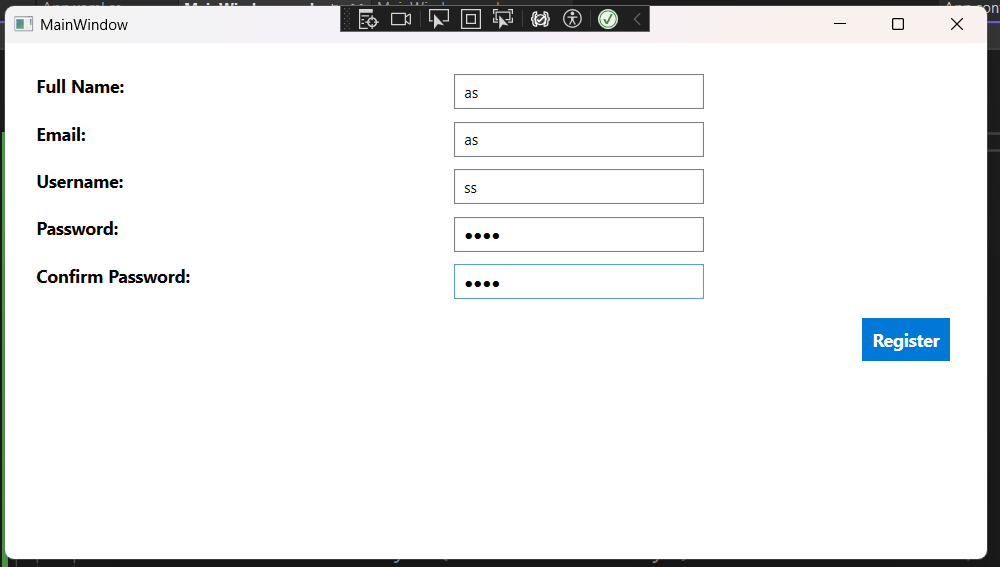 MainWindow
Full Name:
as
Email:
as
Username:
ss
Password:
••••
Confirm Password:
••••
Register